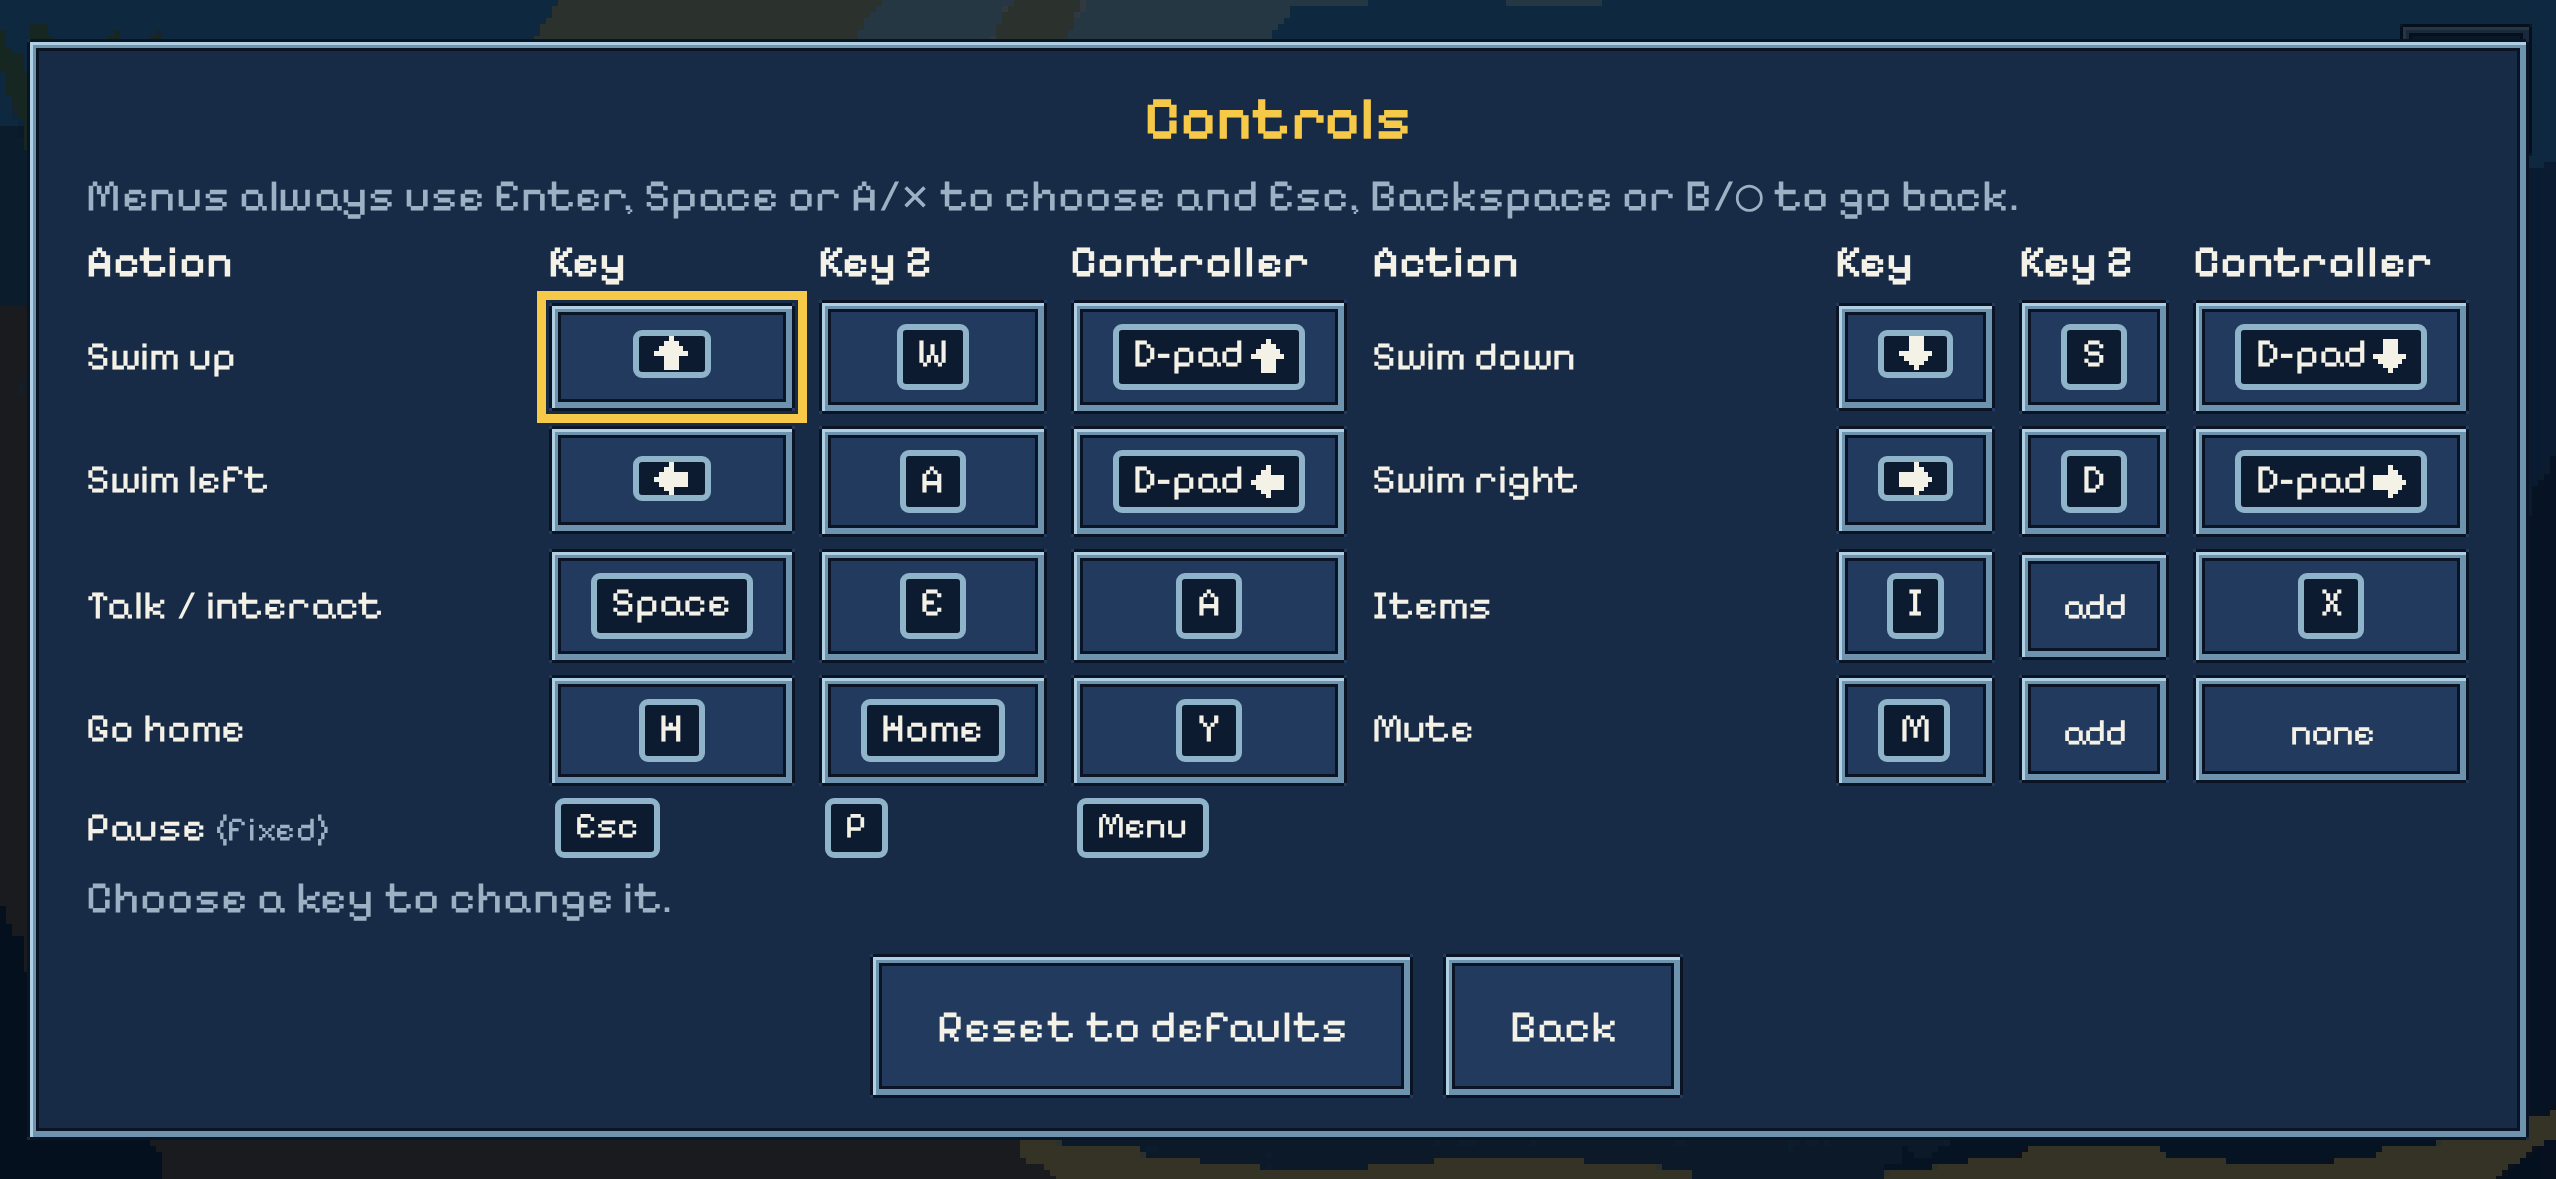 Controls
Menus always use Enter, Space or A/× to choose and Esc, Backspace or B/○ to go back.
Action Key Key 2 Controller Action Key Key 2 Controller
Swim up ↑ W D-pad ↑ Swim down ↓ S D-pad ↓
Swim left ← A D-pad ← Swim right → D D-pad →
Talk / interact Space E A Items I add X
Go home H Home Y Mute M add none
Pause (fixed) Esc P Menu
Choose a key to change it.
Reset to defaults Back